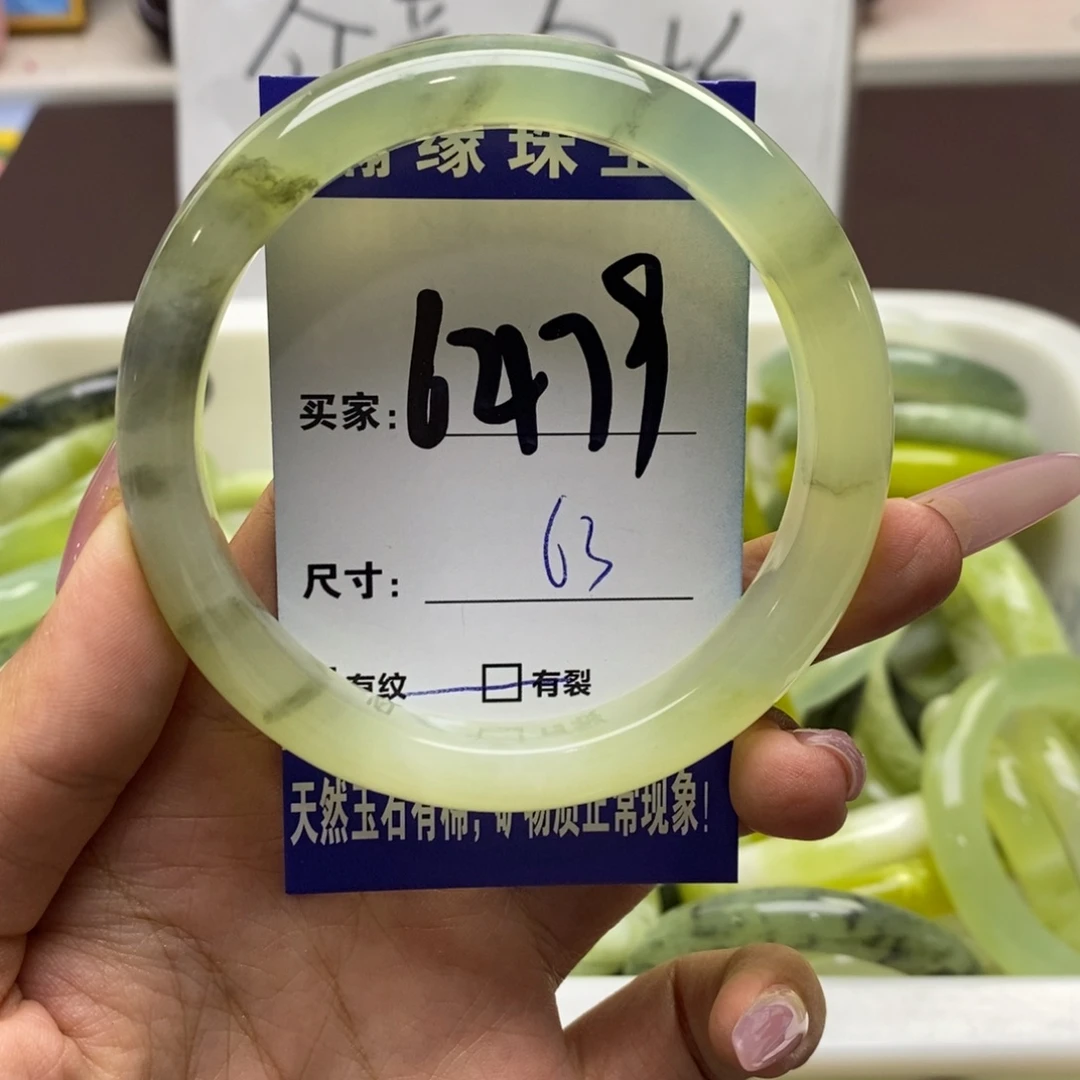 缘珠宝
买家: 6479
尺寸: 63
有纹 □有裂
天然玉石有棉, 矿物质正常现象!